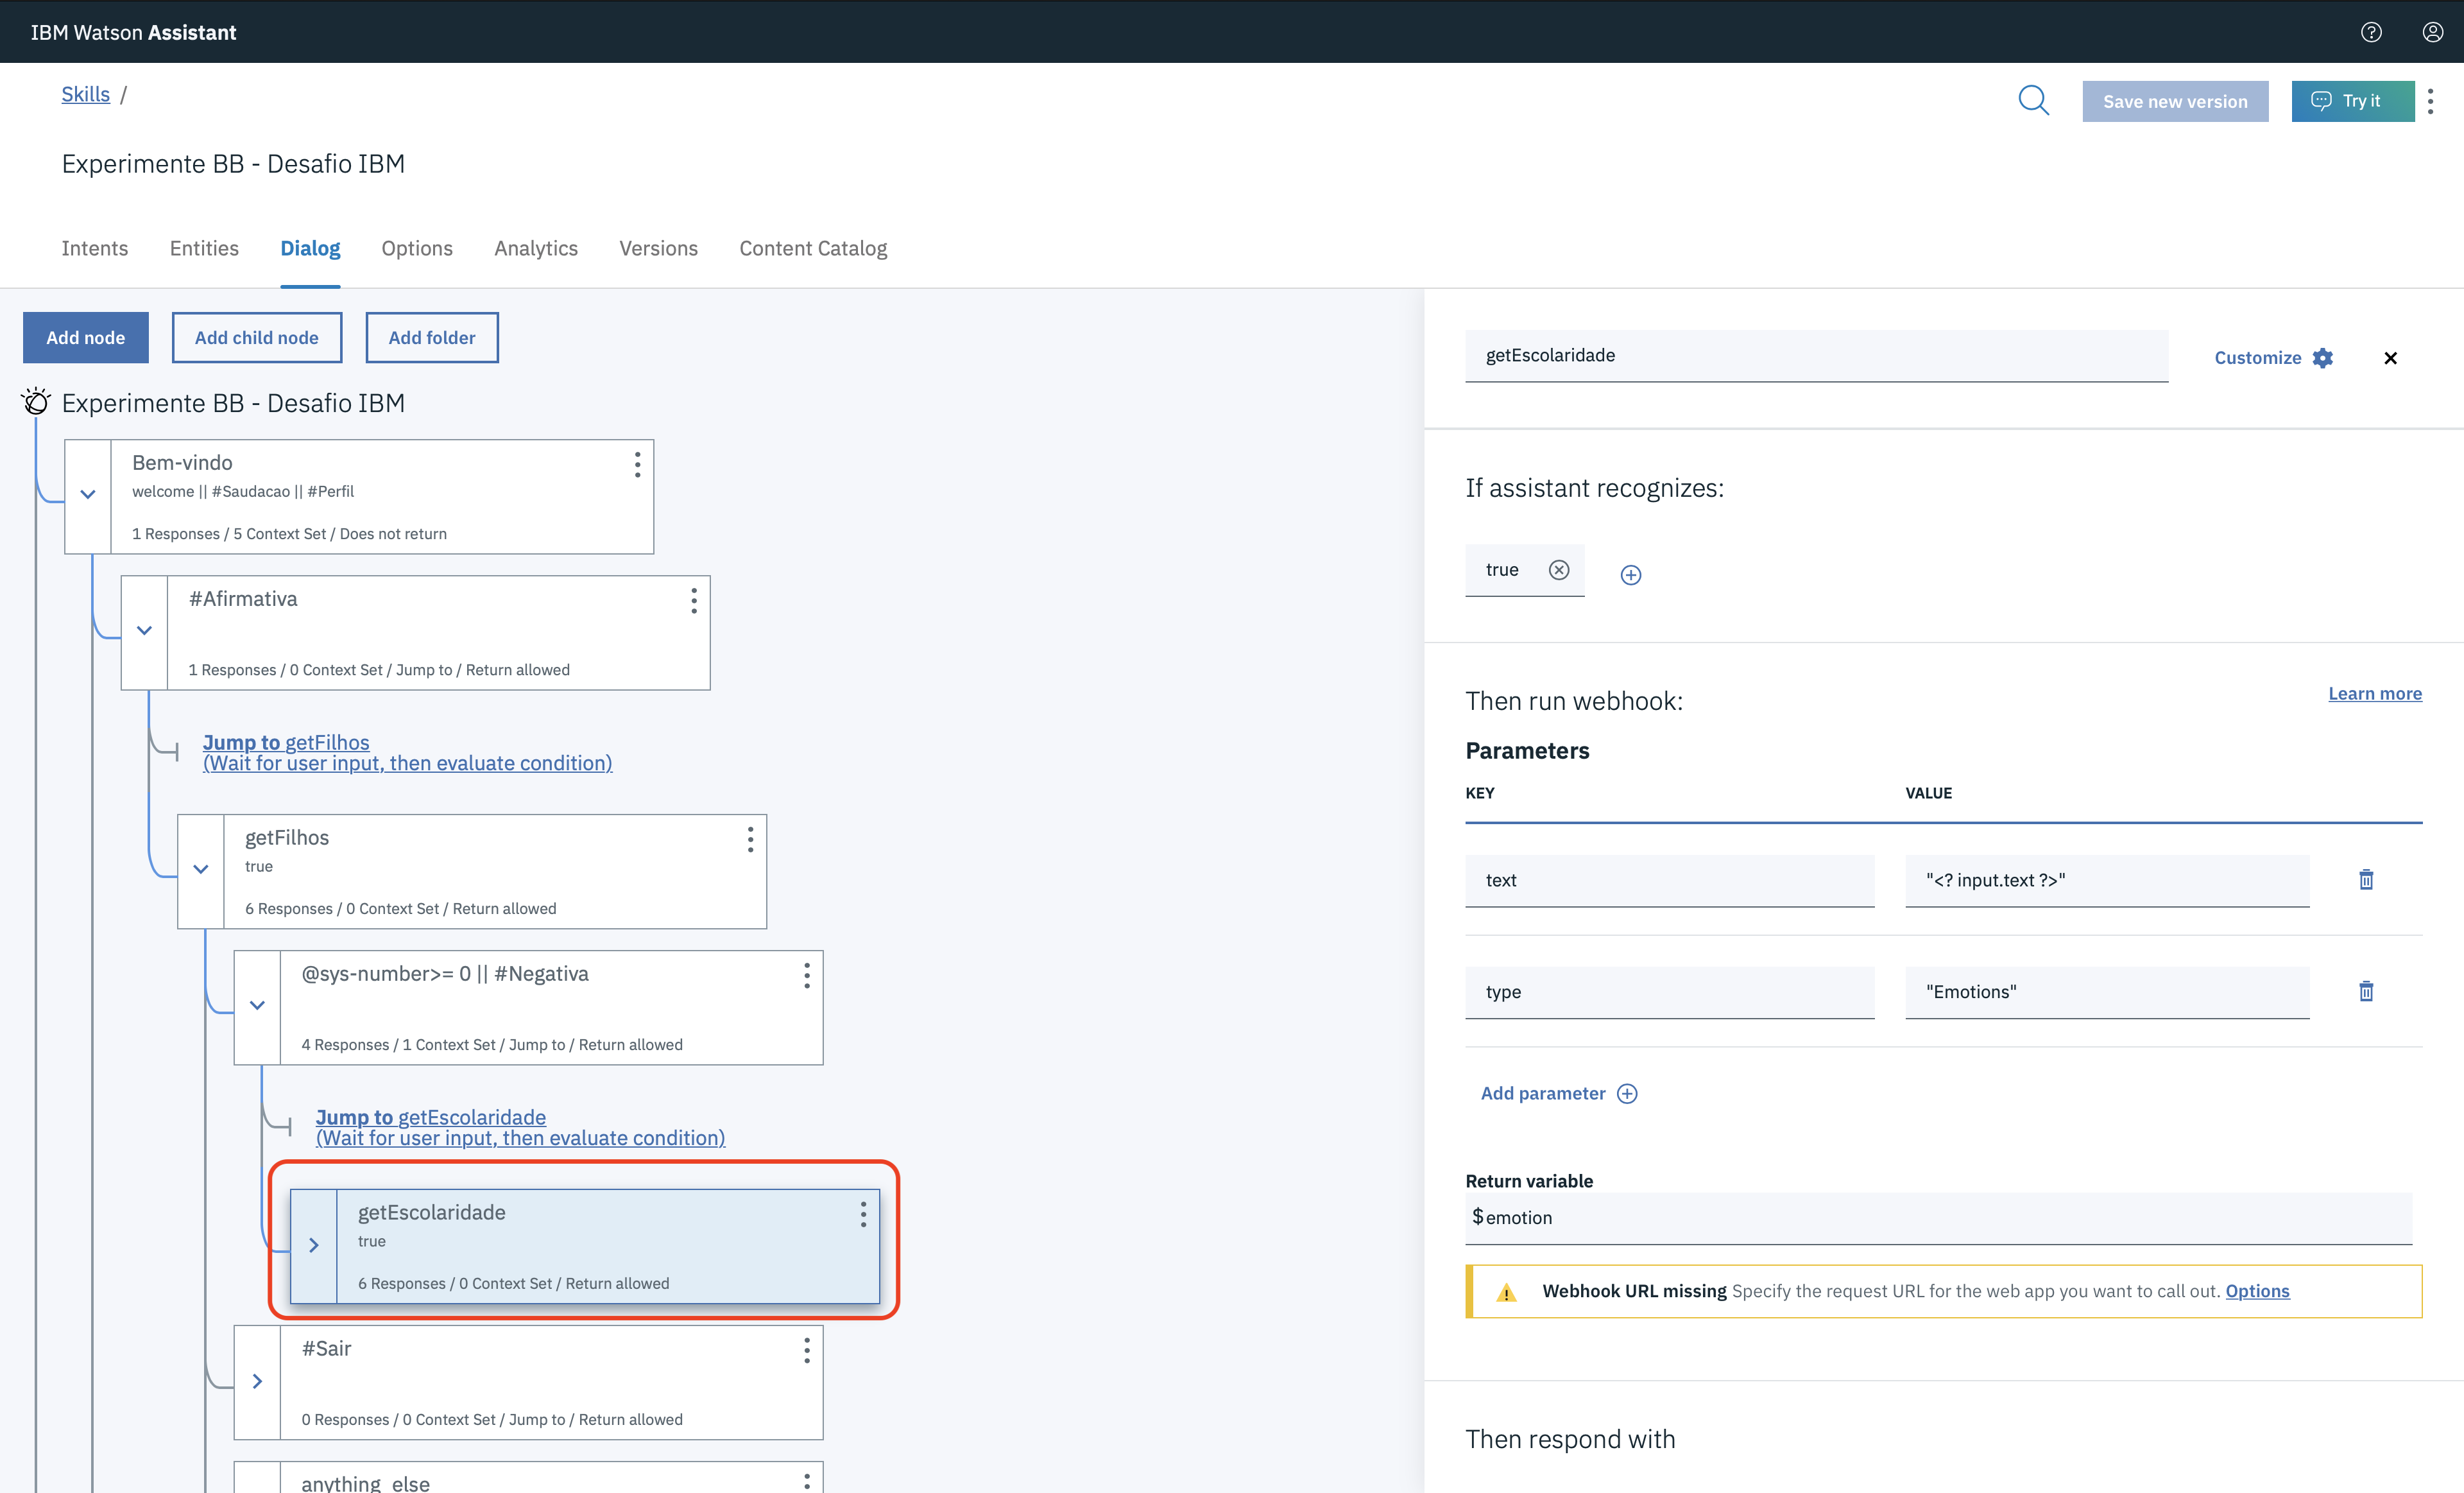 IBM Watson Assistant
Skills /
Save new version
Try it
Experimente BB - Desafio IBM
Intents
Entities
Dialog
Options
Analytics
Versions
Content Catalog
Add node
Add child node
Add folder
Experimente BB - Desafio IBM
Bem-vindo
welcome || #Saudacao || #Perfil
1 Responses / 5 Context Set / Does not return
#Afirmativa
1 Responses / 0 Context Set / Jump to / Return allowed
Jump to getFilhos
(Wait for user input, then evaluate condition)
getFilhos
true
6 Responses / 0 Context Set / Return allowed
@sys-number>= 0 || #Negativa
4 Responses / 1 Context Set / Jump to / Return allowed
Jump to getEscolaridade
(Wait for user input, then evaluate condition)
getEscolaridade
true
6 Responses / 0 Context Set / Return allowed
#Sair
0 Responses / 0 Context Set / Jump to / Return allowed
anything_else
getEscolaridade
Customize
If assistant recognizes:
true
Then run webhook:
Learn more
Parameters
KEY
VALUE
text
"<? input.text ?>"
type
"Emotions"
Add parameter
Return variable
$emotion
Webhook URL missing Specify the request URL for the web app you want to call out. Options
Then respond with